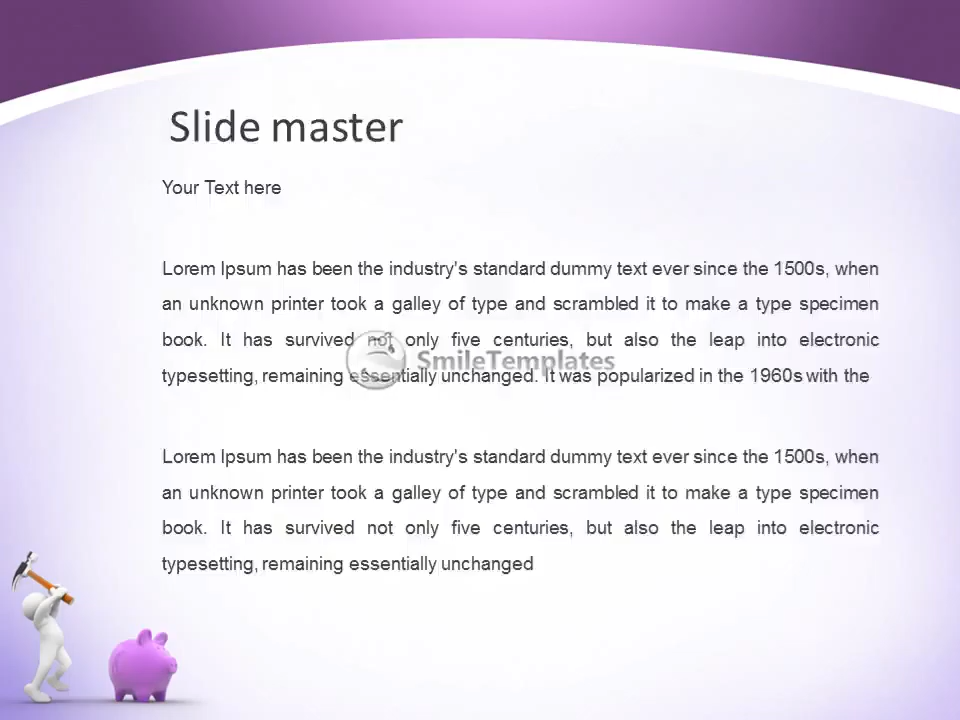 Slide master
Your Text here
Lorem Ipsum has been the industry's standard dummy text ever since the 1500s, when
an unknown printer took a galley of type and scrambled it to make a type specimen
book. It has survived not only five centuries, but also the leap into electronic
SmileTemplates
typesetting, remaining essentially unchanged. It was popularized in the 1960s with the
Lorem Ipsum has been the industry's standard dummy text ever since the 1500s, when
an unknown printer took a galley of type and scrambled it to make a type specimen
book. It has survived not only five centuries, but also the leap into electronic
typesetting, remaining essentially unchanged